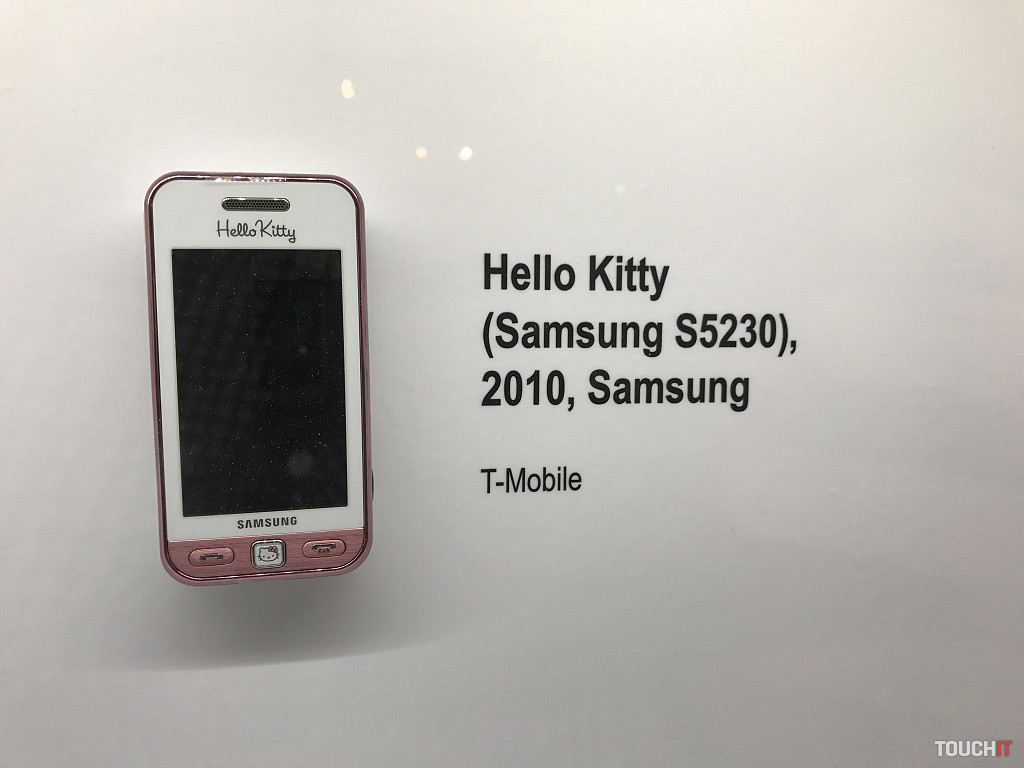 Hello Kitty
SAMSUNG
Hello Kitty
(Samsung S5230),
2010, Samsung
T-Mobile
TOUCHIT